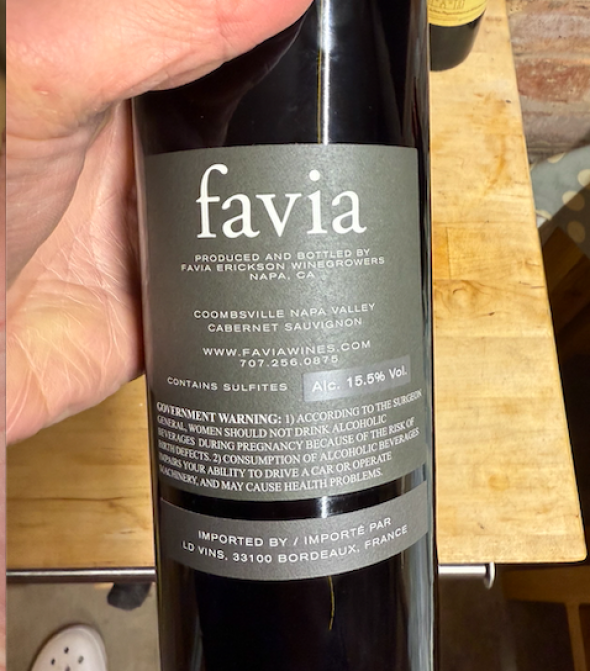 favia
PRODUCED AND BOTTLED BY
FAVIA ERICKSON WINEGROWERS
NAPA, CA
COOMBSVILLE NAPA VALLEY
CABERNET SAUVIGNON
WWW.FAVIAWINES.COM
707.256.0875
CONTAINS SULFITES Alc. 15.5% Vol.
GOVERNMENT WARNING: 1) ACCORDING TO THE SURGEON
GENERAL, WOMEN SHOULD NOT DRINK ALCOHOLIC
BEVERAGES DURING PREGNANCY BECAUSE OF THE RISK OF
BIRTH DEFECTS. 2) CONSUMPTION OF ALCOHOLIC BEVERAGES
IMPAIRS YOUR ABILITY TO DRIVE A CAR OR OPERATE
MACHINERY, AND MAY CAUSE HEALTH PROBLEMS.
IMPORTED BY / IMPORTÉ PAR
LD VINS, 33100 BORDEAUX, FRANCE